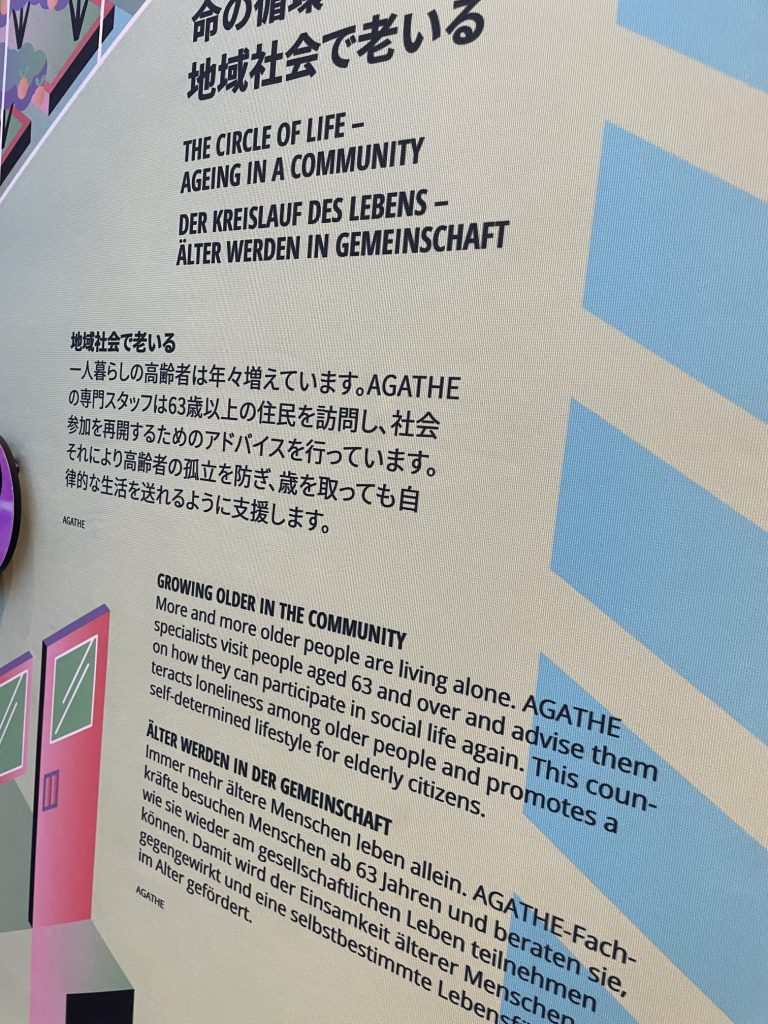 命の循環
地域社会で老いる
THE CIRCLE OF LIFE –
AGEING IN A COMMUNITY
DER KREISLAUF DES LEBENS –
ÄLTER WERDEN IN GEMEINSCHAFT
地域社会で老いる
一人暮らしの高齢者は年々増えています。AGATHE
の専門スタッフは63歳以上の住民を訪問し、社会
参加を再開するためのアドバイスを行っています。
それにより高齢者の孤立を防ぎ、歳を取っても自
律的な生活を送れるように支援します。
AGATHE
GROWING OLDER IN THE COMMUNITY
More and more older people are living alone. AGATHE
specialists visit people aged 63 and over and advise them
on how they can participate in social life again. This coun-
teracts loneliness among older people and promotes a
self-determined lifestyle for elderly citizens.
ÄLTER WERDEN IN DER GEMEINSCHAFT
Immer mehr ältere Menschen leben allein. AGATHE-Fach-
kräfte besuchen Menschen ab 63 Jahren und beraten sie,
wie sie wieder am gesellschaftlichen Leben teilnehmen
können. Damit wird der Einsamkeit älterer Menschen
gegengewirkt und eine selbstbestimmte
im Alter gefördert.
AGATHE